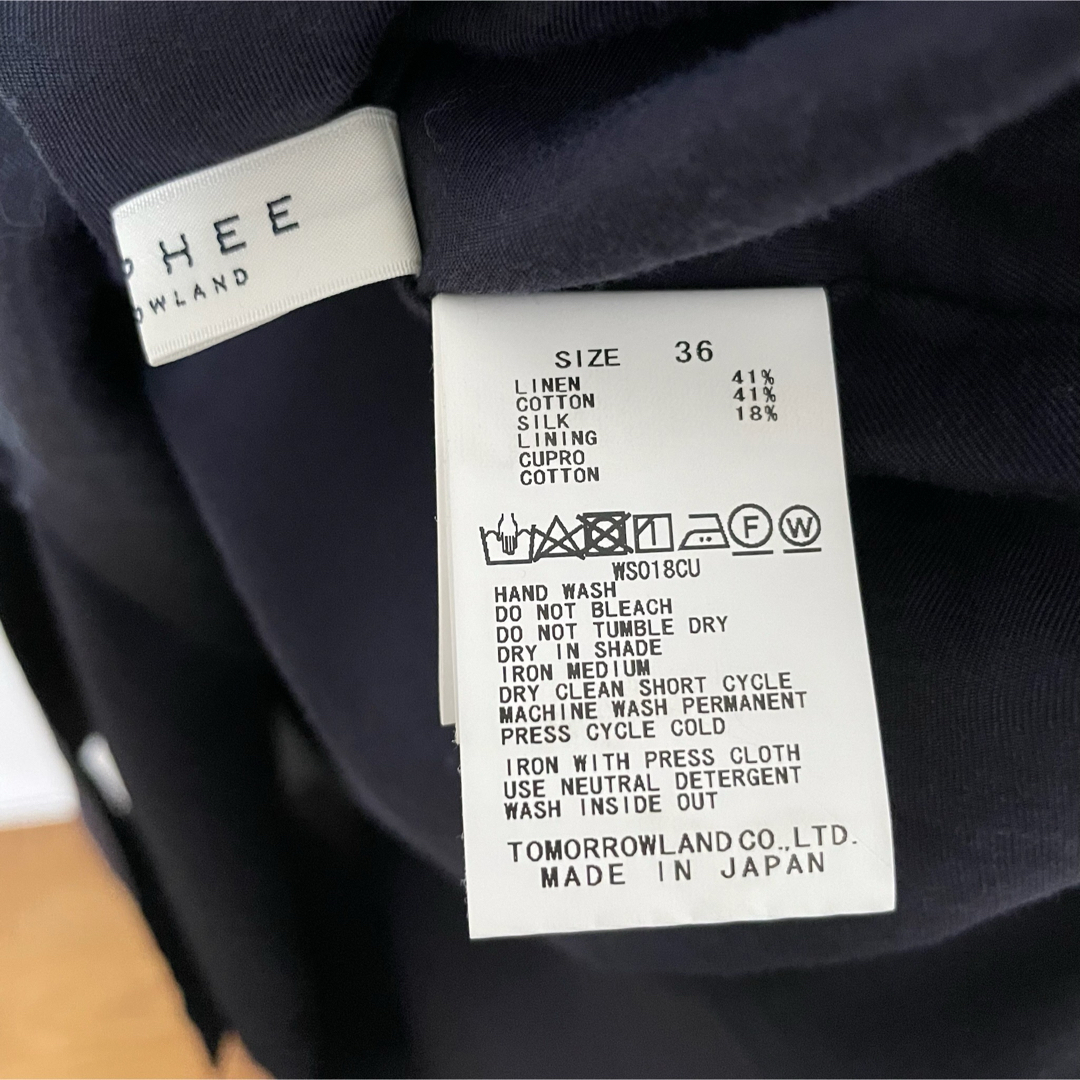 HEE
OWLAND
SIZE 36
LINEN 41%
COTTON 41%
SILK 18%
LINING
CUPRO
COTTON
F W
WS018CU
HAND WASH
DO NOT BLEACH
DO NOT TUMBLE DRY
DRY IN SHADE
IRON MEDIUM
DRY CLEAN SHORT CYCLE
MACHINE WASH PERMANENT
PRESS CYCLE COLD
IRON WITH PRESS CLOTH
USE NEUTRAL DETERGENT
WASH INSIDE OUT
TOMORROWLAND CO.,LTD.
MADE IN JAPAN